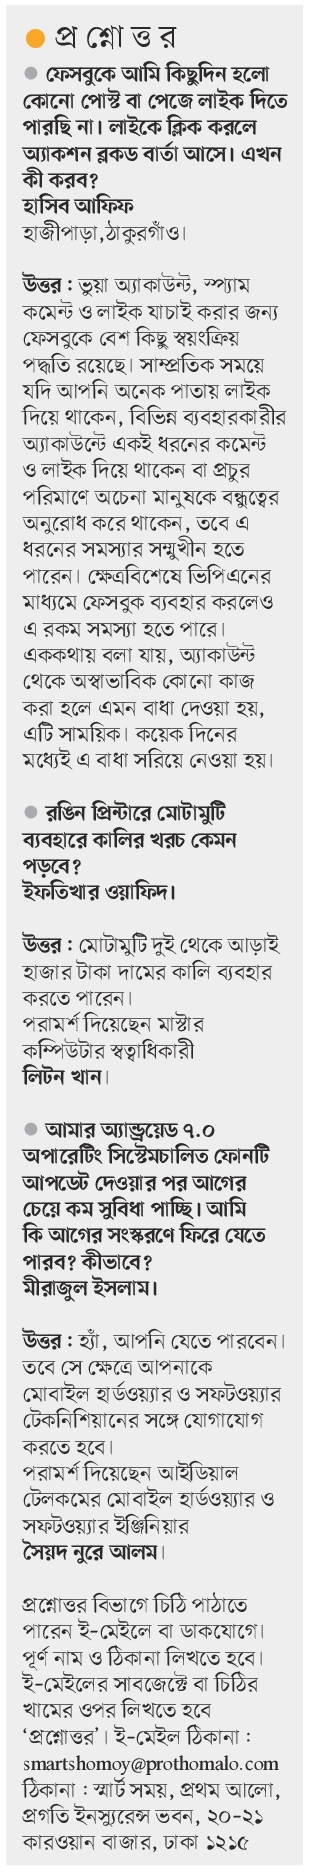 প্রশ্নোত্তর
ফেসবুকে আমি কিছুদিন হলো
কোনো পোস্ট বা পেজে লাইক দিতে
পারছি না। লাইকে ক্লিক করলে
অ্যাকশন ব্লকড বার্তা আসে। এখন
কী করব?
হাসিব আফিফ
হাজীপাড়া,ঠাকুরগাঁও।
উত্তর : ভুয়া অ্যাকাউন্ট, স্প্যাম
কমেন্ট ও লাইক যাচাই করার জন্য
ফেসবুকে বেশ কিছু স্বয়ংক্রিয়
পদ্ধতি রয়েছে। সাম্প্রতিক সময়ে
যদি আপনি অনেক পাতায় লাইক
দিয়ে থাকেন, বিভিন্ন ব্যবহারকারীর
অ্যাকাউন্টে একই ধরনের কমেন্ট
ও লাইক দিয়ে থাকেন বা প্রচুর
পরিমাণে অচেনা মানুষকে বন্ধুত্বের
অনুরোধ করে থাকেন, তবে এ
ধরনের সমস্যার সম্মুখীন হতে
পারেন। ক্ষেত্রবিশেষে ভিপিএনের
মাধ্যমে ফেসবুক ব্যবহার করলেও
এ রকম সমস্যা হতে পারে।
এককথায় বলা যায়, অ্যাকাউন্ট
থেকে অস্বাভাবিক কোনো কাজ
করা হলে এমন বাধা দেওয়া হয়,
এটি সাময়িক। কয়েক দিনের
মধ্যেই এ বাধা সরিয়ে নেওয়া হয়।
রঙিন প্রিন্টারে মোটামুটি
ব্যবহারে কালির খরচ কেমন
পড়বে?
ইফতিখার ওয়াফিদ।
উত্তর : মোটামুটি দুই থেকে আড়াই
হাজার টাকা দামের কালি ব্যবহার
করতে পারেন।
পরামর্শ দিয়েছেন মাস্টার
কম্পিউটার স্বত্বাধিকারী
লিটন খান।
আমার অ্যান্ড্রয়েড ৭.০
অপারেটিং সিস্টেমচালিত ফোনটি
আপডেট দেওয়ার পর আগের
চেয়ে কম সুবিধা পাচ্ছি। আমি
কি আগের সংস্করণে ফিরে যেতে
পারব? কীভাবে?
মীরাজুল ইসলাম।
উত্তর : হ্যাঁ, আপনি যেতে পারবেন।
তবে সে ক্ষেত্রে আপনাকে
মোবাইল হার্ডওয়্যার ও সফটওয়্যার
টেকনিশিয়ানের সঙ্গে যোগাযোগ
করতে হবে।
পরামর্শ দিয়েছেন আইডিয়াল
টেলকমের মোবাইল হার্ডওয়্যার ও
সফটওয়্যার ইঞ্জিনিয়ার
সৈয়দ নুরে আলম।
প্রশ্নোত্তর বিভাগে চিঠি পাঠাতে
পারেন ই-মেইলে বা ডাকযোগে।
পূর্ণ নাম ও ঠিকানা লিখতে হবে।
ই-মেইলের সাবজেক্টে বা চিঠির
খামের ওপর লিখতে হবে
‘প্রশ্নোত্তর’। ই-মেইল ঠিকানা :
smartshomoy@prothomalo.com
ঠিকানা : স্মার্ট সময়, প্রথম আলো,
প্রগতি ইনস্যুরেন্স ভবন, ২০-২১
কারওয়ান বাজার, ঢাকা ১২১৫